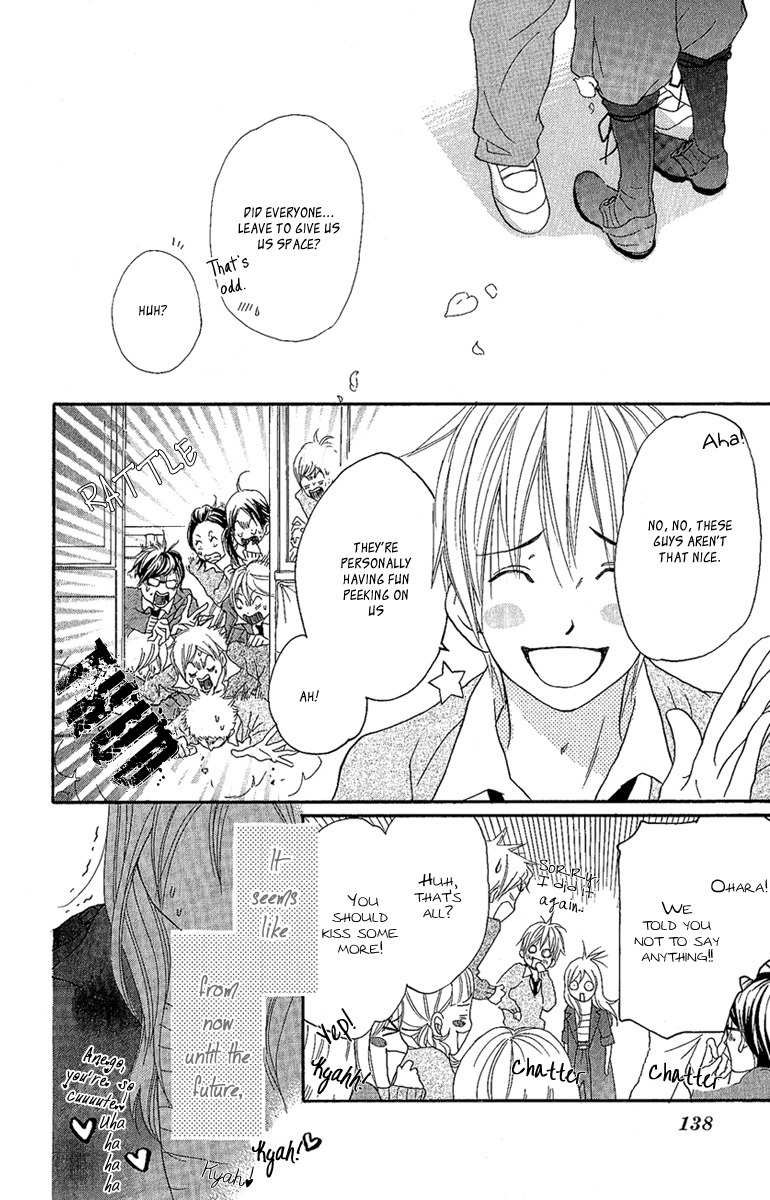 DID EVERYONE...
LEAVE TO GIVE US
US SPACE?
That's
odd.
HUH?
Aha!
NO, NO, THESE
GUYS AREN'T
THAT NICE.
THEY'RE
PERSONALLY
HAVING FUN
PEEKING ON
US
AH!
RATTLE
OHARA!
WE
TOLD YOU
NOT TO SAY
ANYTHING!!
Sorry,
I did it
again...
HUH,
THAT'S
ALL?
YOU
SHOULD
KISS SOME
MORE!
Yep!
Kyahh!
Chatter
Chatter
It
seems
like
from
now
until the
future,
Anego,
you're so
cuuuute!
Uha
ha
ha
ha
Kyah!
Kyah!
138